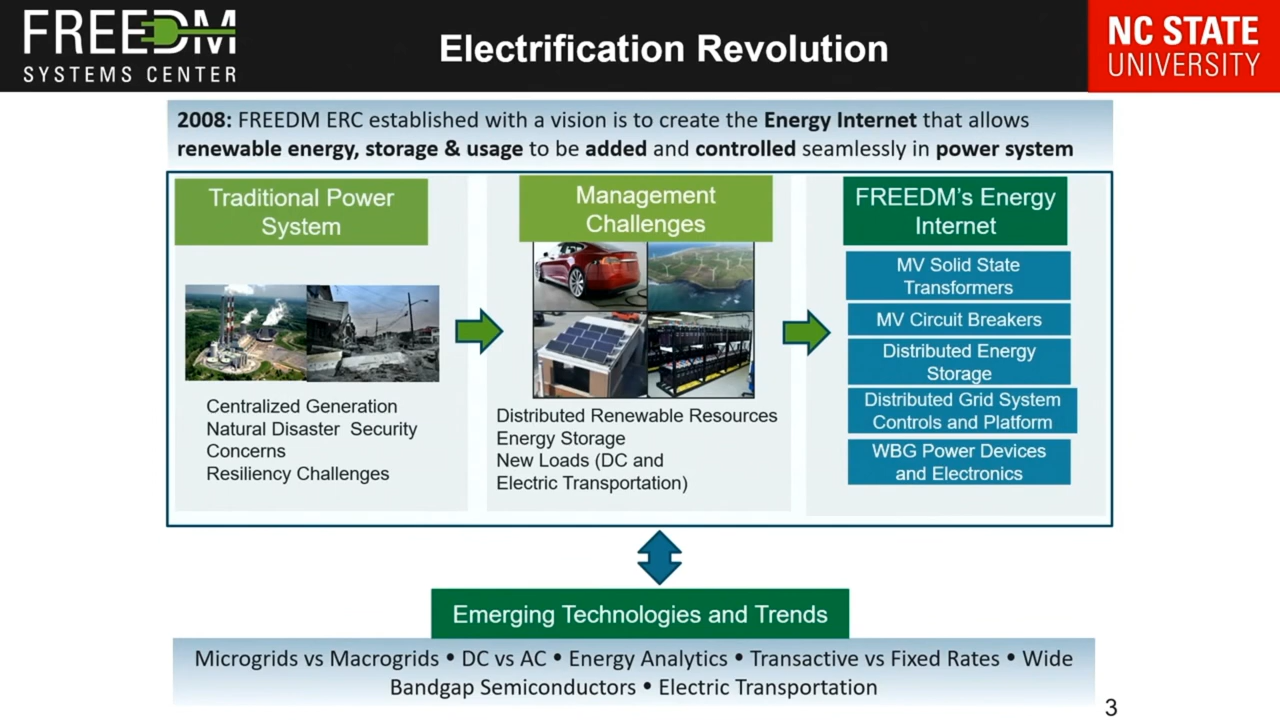 FREEDM
SYSTEMS CENTER
Electrification Revolution
NC STATE
UNIVERSITY
2008: FREEDM ERC established with a vision is to create the Energy Internet that allows
renewable energy, storage & usage to be added and controlled seamlessly in power system
Traditional Power
System
Centralized Generation
Natural Disaster Security
Concerns
Resiliency Challenges
Management
Challenges
Distributed Renewable Resources
Energy Storage
New Loads (DC and
Electric Transportation)
FREEDM's Energy
Internet
MV Solid State
Transformers
MV Circuit Breakers
Distributed Energy
Storage
Distributed Grid System
Controls and Platform
WBG Power Devices
and Electronics
Emerging Technologies and Trends
Microgrids vs Macrogrids • DC vs AC • Energy Analytics • Transactive vs Fixed Rates • Wide
Bandgap Semiconductors • Electric Transportation
3